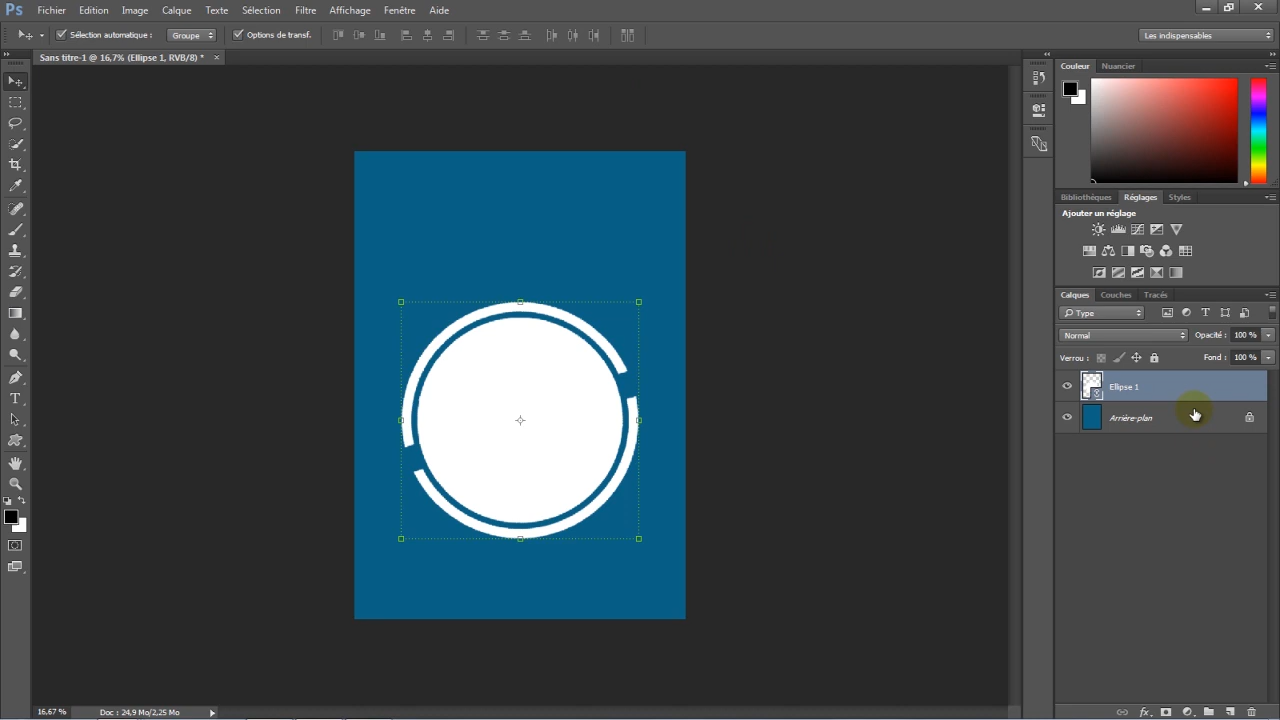 Ps Fichier Edition Image Calque Texte Sélection Filtre Affichage Fenêtre Aide
Sélection automatique : Groupe Options de transf. Les indispensables
Sans titre-1 @ 16,7% (Ellipse 1, RVB/8) * ×
Couleur Nuancier
Bibliothèques Réglages Styles
Ajouter un réglage
Calques Couches Tracés
Type
Normal Opacité : 100 %
Verrou : Fond : 100 %
Ellipse 1
Arrière-plan
16,67 % Doc : 24,9 Mo/2,25 Mo